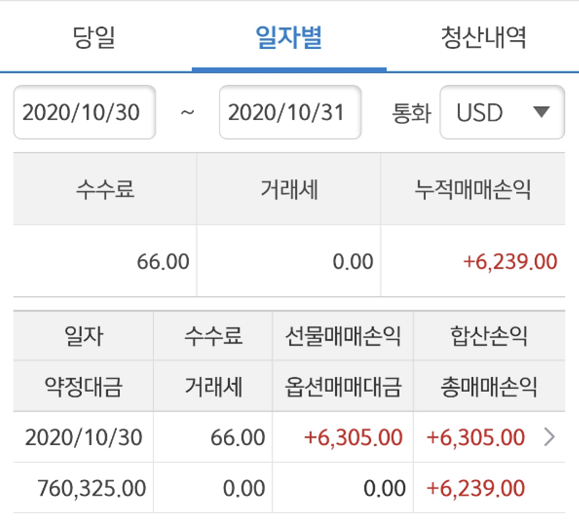 당일 일자별 청산내역
2020/10/30 ~ 2020/10/31 통화 USD
수수료 거래세 누적매매손익
66.00 0.00 +6,239.00
일자 수수료 선물매매손익 합산손익
약정대금 거래세 옵션매매대금 총매매손익
2020/10/30 66.00 +6,305.00 +6,305.00
760,325.00 0.00 0.00 +6,239.00